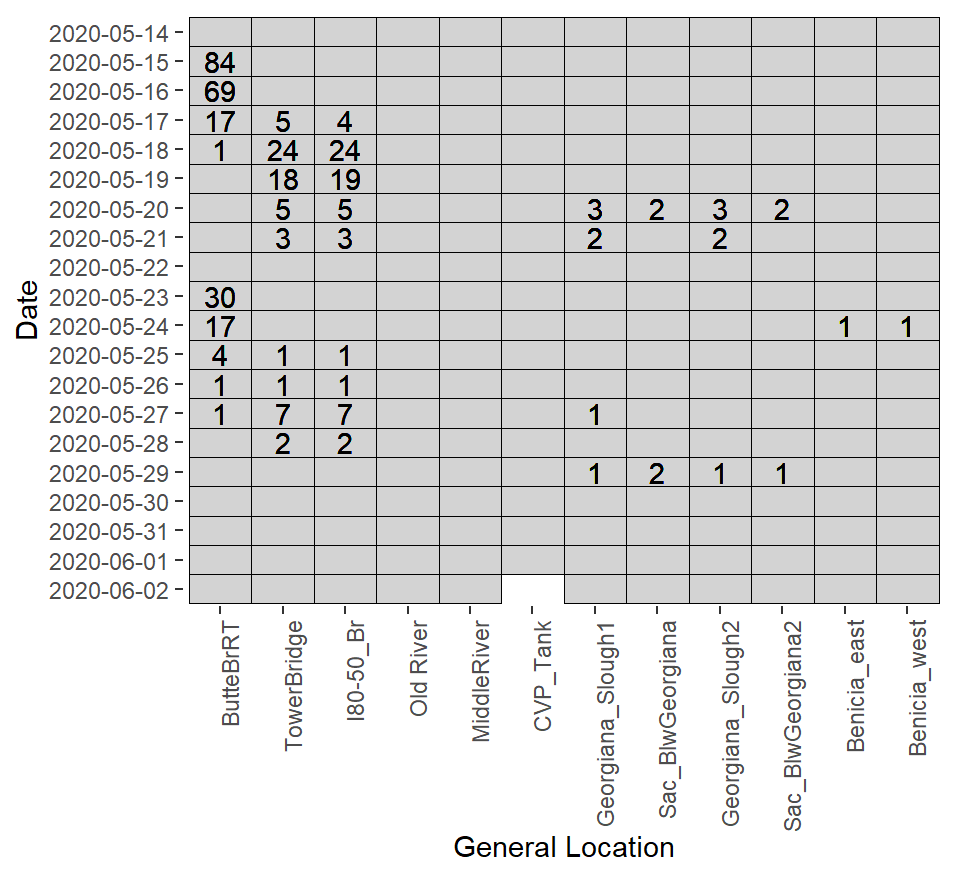 2020-05-14
2020-05-15 84
2020-05-16 69
2020-05-17 17 5 4
2020-05-18 1 24 24
2020-05-19 18 19
2020-05-20 5 5 3 2 3 2
2020-05-21 3 3 2 2
2020-05-22
2020-05-23 30
2020-05-24 17 1 1
2020-05-25 4 1 1
2020-05-26 1 1 1
2020-05-27 1 7 7 1
2020-05-28 2 2
2020-05-29 1 2 1 1
2020-05-30
2020-05-31
2020-06-01
2020-06-02
Date
ButteBrRT
TowerBridge
I80-50_Br
Old River
MiddleRiver
CVP_Tank
Georgiana_Slough1
Sac_BlwGeorgiana
Georgiana_Slough2
Sac_BlwGeorgiana2
Benicia_east
Benicia_west
General Location